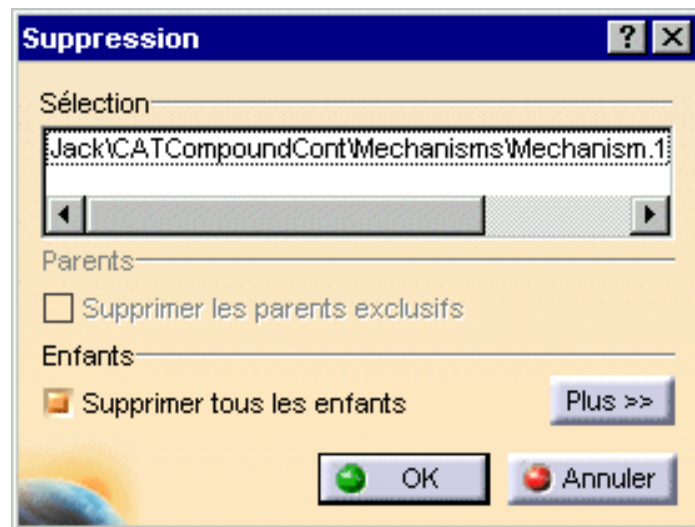 Suppression
Sélection
Jack\CATCompoundCont\Mechanisms\Mechanism.1
Parents
Supprimer les parents exclusifs
Enfants
Supprimer tous les enfants
Plus >>
OK
Annuler